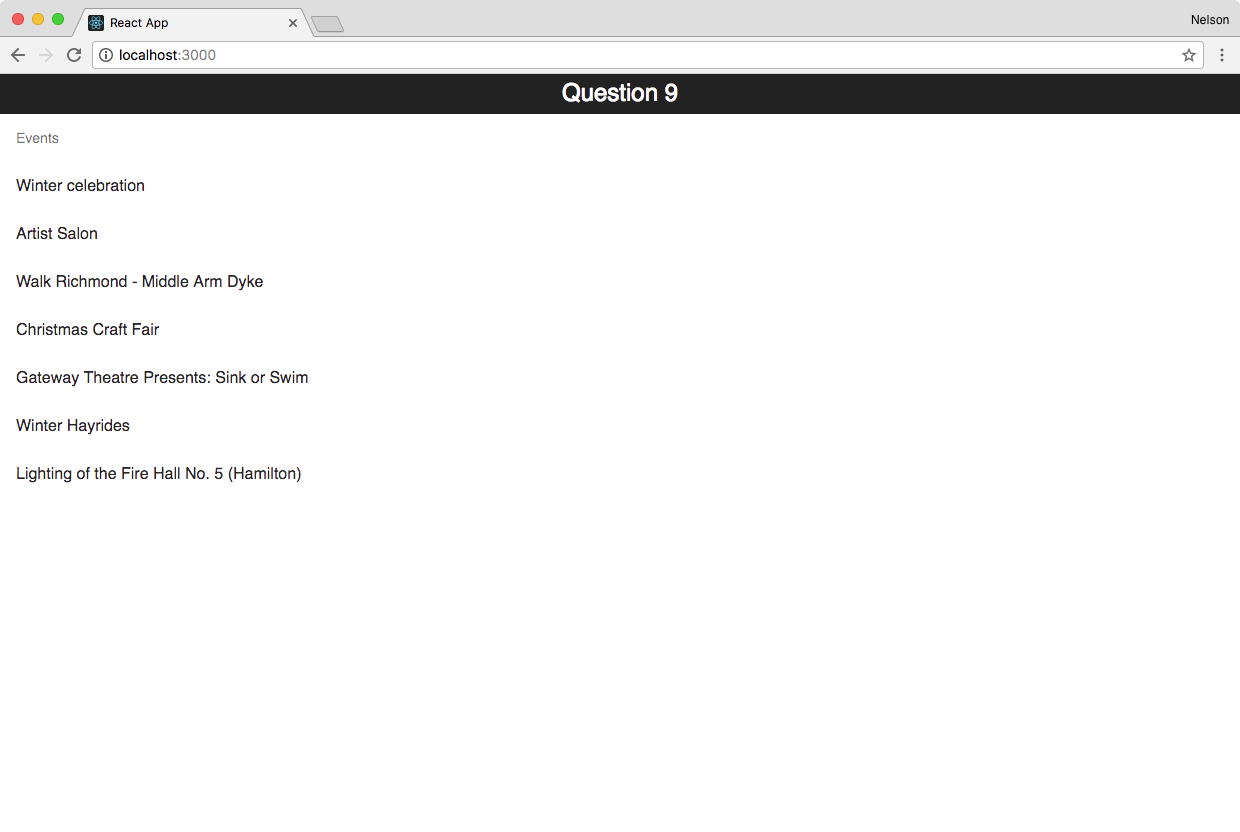 React App
Nelson
localhost:3000
Question 9
Events
Winter celebration
Artist Salon
Walk Richmond - Middle Arm Dyke
Christmas Craft Fair
Gateway Theatre Presents: Sink or Swim
Winter Hayrides
Lighting of the Fire Hall No. 5 (Hamilton)